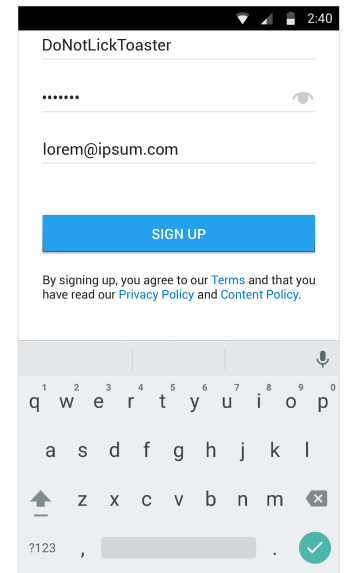 2:40
DoNotLickToaster
•••••••
lorem@ipsum.com
SIGN UP
By signing up, you agree to our Terms and that you
have read our Privacy Policy and Content Policy.
1 2 3 4 5 6 7 8 9 0
q w e r t y u i o p
a s d f g h j k l
z x c v b n m
?123 , .